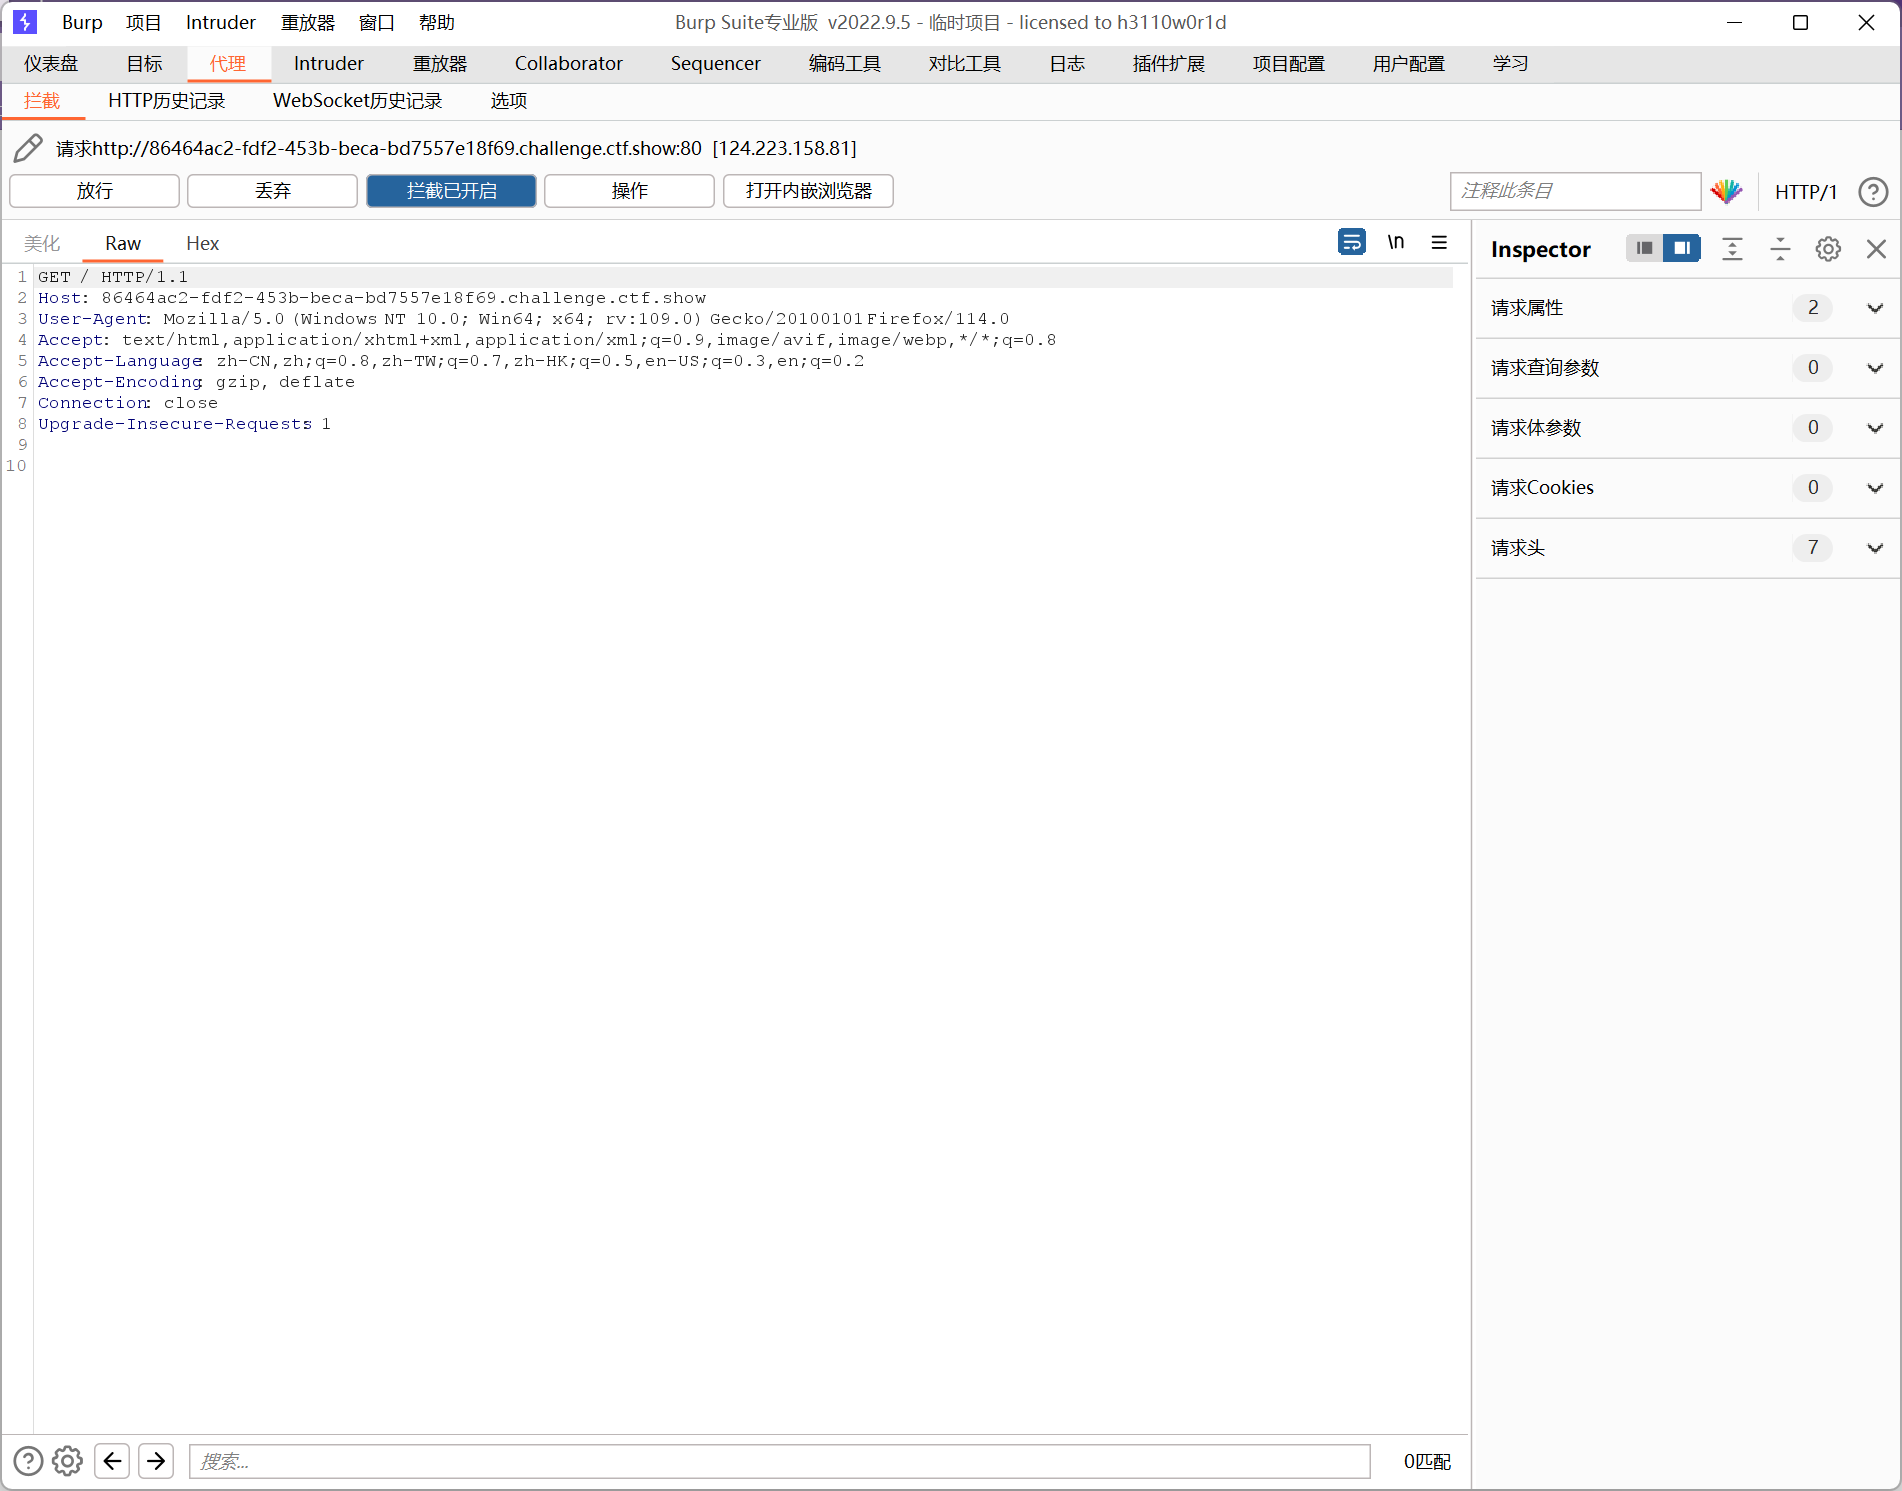 Burp 项目 Intruder 重放器 窗口 帮助 Burp Suite专业版 v2022.9.5 - 临时项目 - licensed to h3110w0r1d
仪表盘 目标 代理 Intruder 重放器 Collaborator Sequencer 编码工具 对比工具 日志 插件扩展 项目配置 用户配置 学习
拦截 HTTP历史记录 WebSocket历史记录 选项
请求http://86464ac2-fdf2-453b-beca-bd7557e18f69.challenge.ctf.show:80 [124.223.158.81]
放行 丢弃 拦截已开启 操作 打开内嵌浏览器 注释此条目 HTTP/1 ?
美化 Raw Hex \n
1 GET / HTTP/1.1
2 Host: 86464ac2-fdf2-453b-beca-bd7557e18f69.challenge.ctf.show
3 User-Agent: Mozilla/5.0 (Windows NT 10.0; Win64; x64; rv:109.0) Gecko/20100101 Firefox/114.0
4 Accept: text/html,application/xhtml+xml,application/xml;q=0.9,image/avif,image/webp,*/*;q=0.8
5 Accept-Language: zh-CN,zh;q=0.8,zh-TW;q=0.7,zh-HK;q=0.5,en-US;q=0.3,en;q=0.2
6 Accept-Encoding: gzip, deflate
7 Connection: close
8 Upgrade-Insecure-Requests: 1
9
10
Inspector
请求属性 2
请求查询参数 0
请求体参数 0
请求Cookies 0
请求头 7
? 搜索... 0匹配